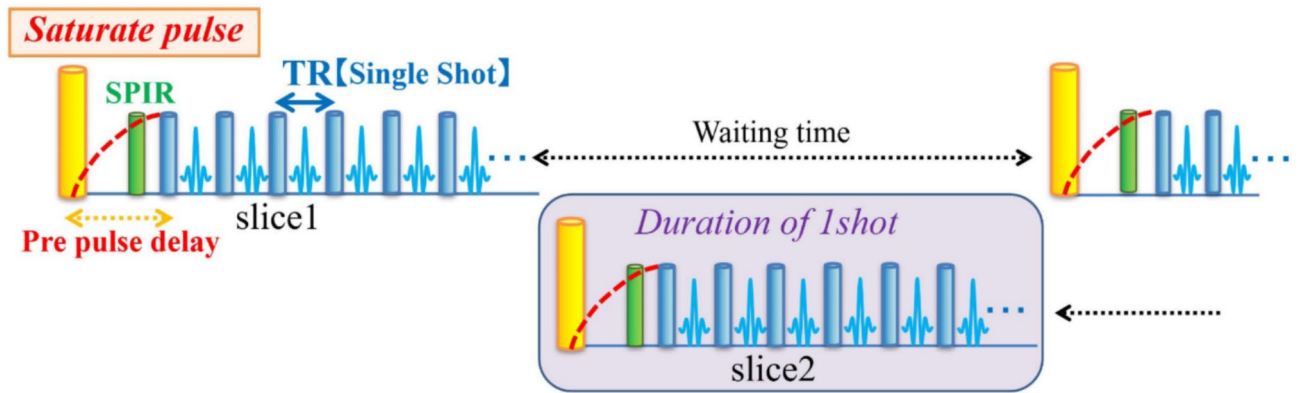 Saturate pulse
SPIR
TR【Single Shot】
Waiting time
slice1
Pre pulse delay
Duration of 1shot
slice2